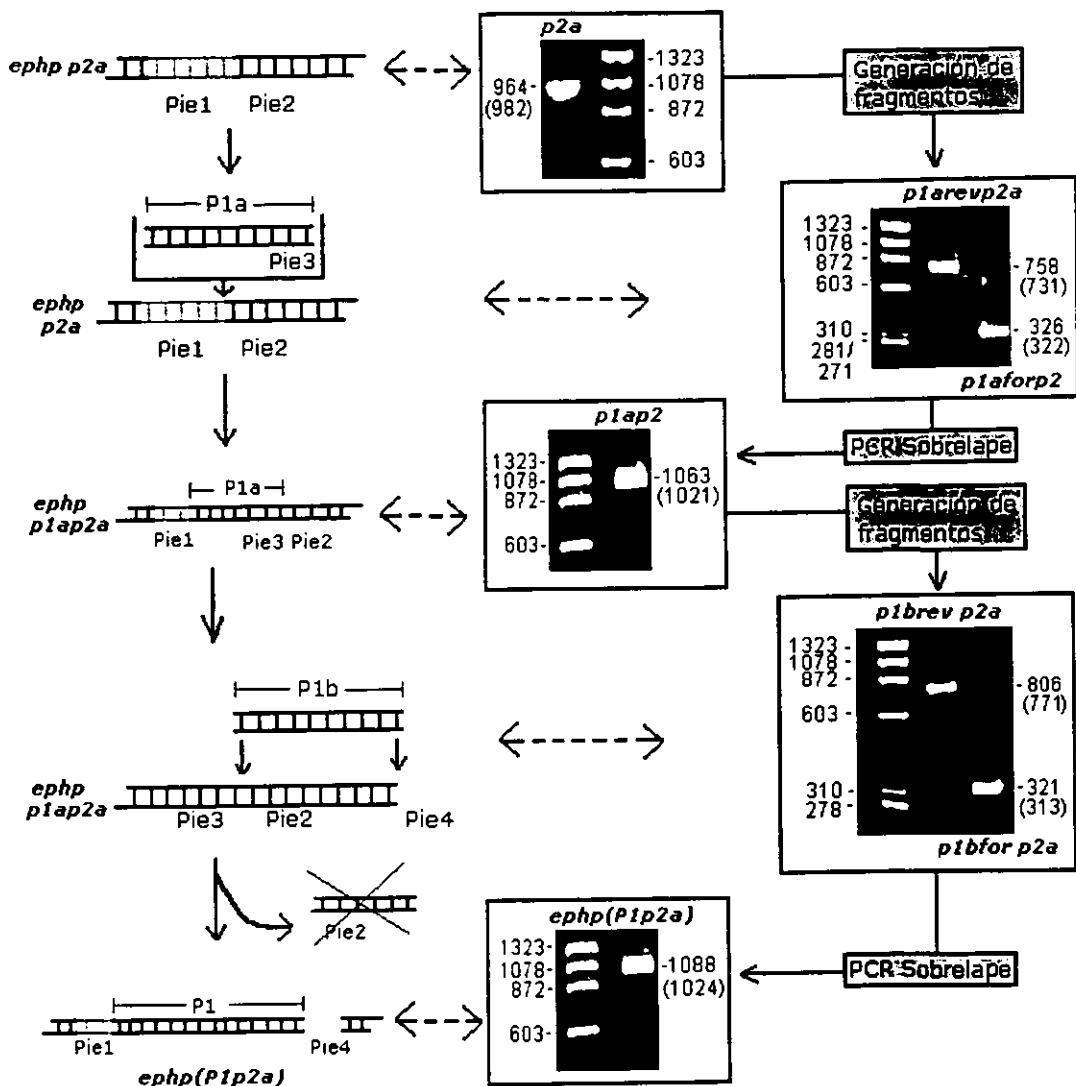 ephp p2a
Pie1 Pie2
p2a
964-
(982)
-1323
-1078
- 872
- 603
Generación de
fragmentos
P1a
Pie3
ephp
p2a
Pie1 Pie2
p1arevp2a
1323 -
1078 -
872 -
603 -
310 -
281/ -
271
-758
(731)
- 326
(322)
p1aforp2
PCR/Sobrelape
p1ap2
1323-
1078-
872-
603-
-1063
(1021)
ephp
p1ap2a
P1a
Pie1 Pie3 Pie2
Generación de
fragmentos
p1brev p2a
1323 -
1078 -
872 -
603 -
310 -
278 -
-806
(771)
-321
(313)
p1bfor p2a
P1b
ephp
p1ap2a
Pie3 Pie2 Pie4
Pie2
ephp(P1p2a)
1323-
1078-
872-
603-
-1088
(1024)
PCR Sobrelape
P1
Pie1 Pie4
ephp(P1p2a)